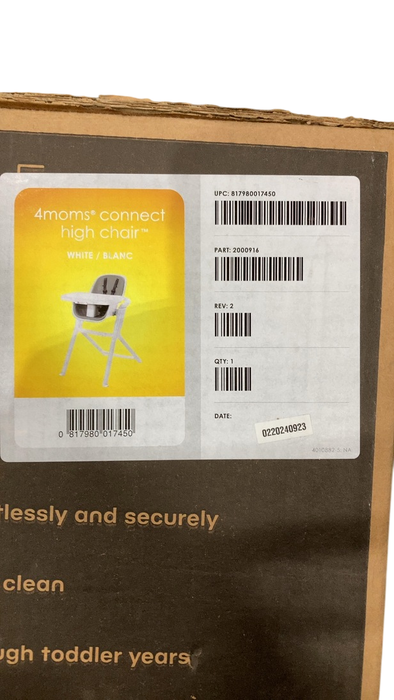 4moms® connect
high chair™
WHITE / BLANC
0 817980 017450
UPC: 817980017450
PART: 2000916
REV: 2
QTY: 1
DATE:
0220240923
tlessly and securely
clean
ugh toddler years